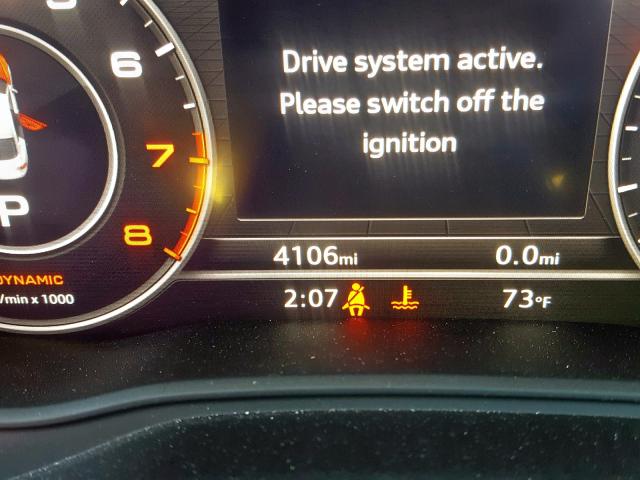 6
7
8
P
DYNAMIC
/min x 1000
Drive system active.
Please switch off the
ignition
4106mi
0.0mi
2:07
73°F